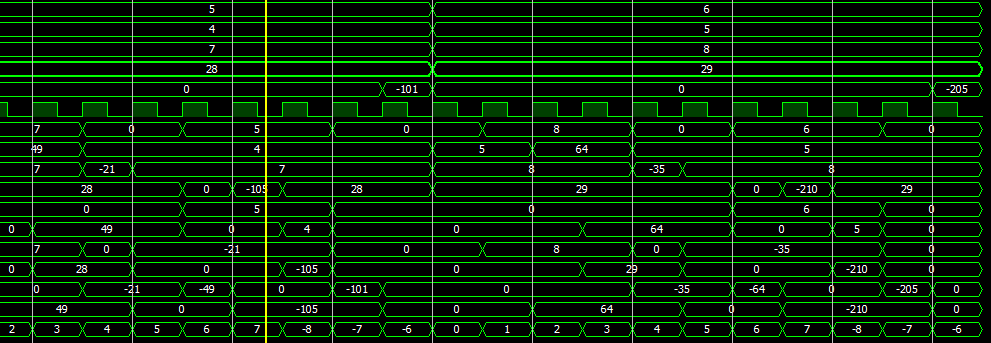 5 6
4 5
7 8
28 29
0 -101 0 -205
7 0 5 0 8 0 6 0
49 4 5 64 5
7 -21 7 8 -35 8
28 0 -105 28 29 0 -210 29
0 5 0 6 0
0 49 0 4 0 64 0 5 0
7 0 -21 0 8 0 -35 0
0 28 0 -105 0 29 0 -210 0
0 -21 -49 0 -101 0 -35 -64 0 -205 0
49 0 -105 0 64 0 -210 0
2 3 4 5 6 7 -8 -7 -6 0 1 2 3 4 5 6 7 -8 -7 -6